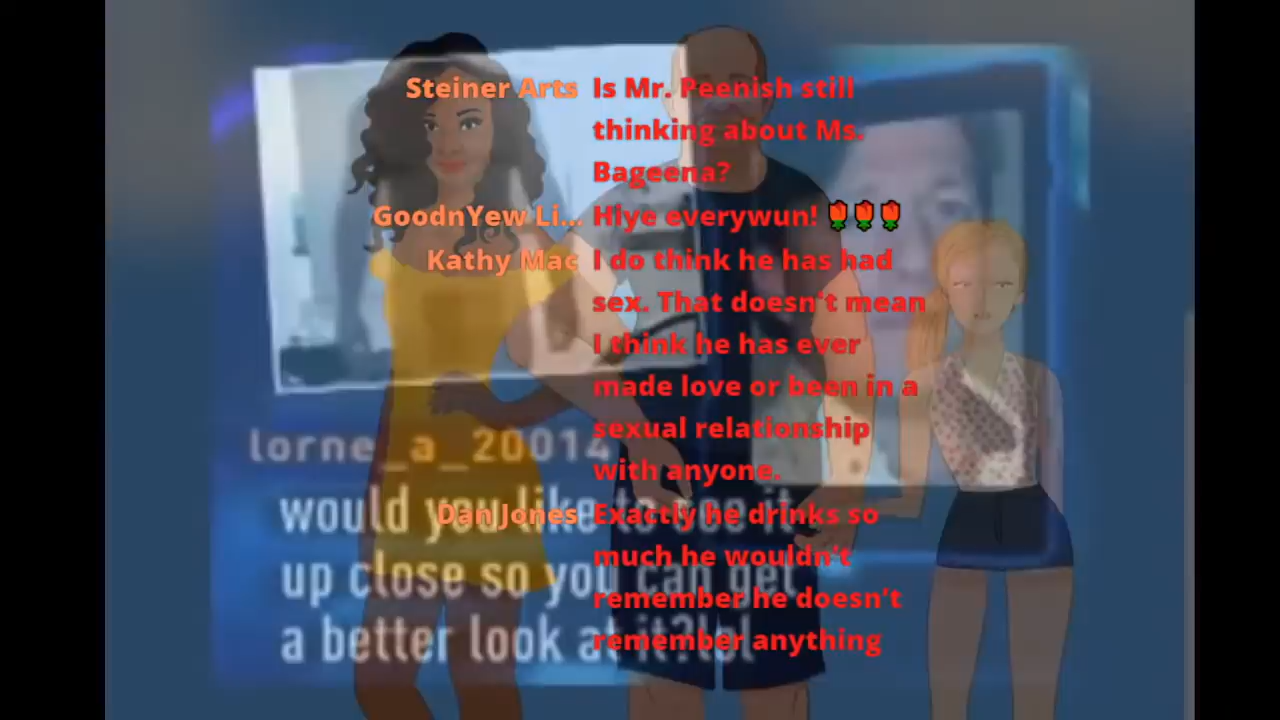 Steiner Arts Is Mr. Peenish still
thinking about Ms.
Bageena?
GoodnYew Li... HIye everywun! 🌹🌹🌹
Kathy Mac I do think he has had
sex. That doesn't mean
I think he has ever
made love or been in a
sexual relationship
with anyone.
Dan Jones Exactly he drinks so
much he wouldn't
remember he doesn't
remember anything
lorne_a_20014
would you like to see it
up close so you can get
a better look at it?lol